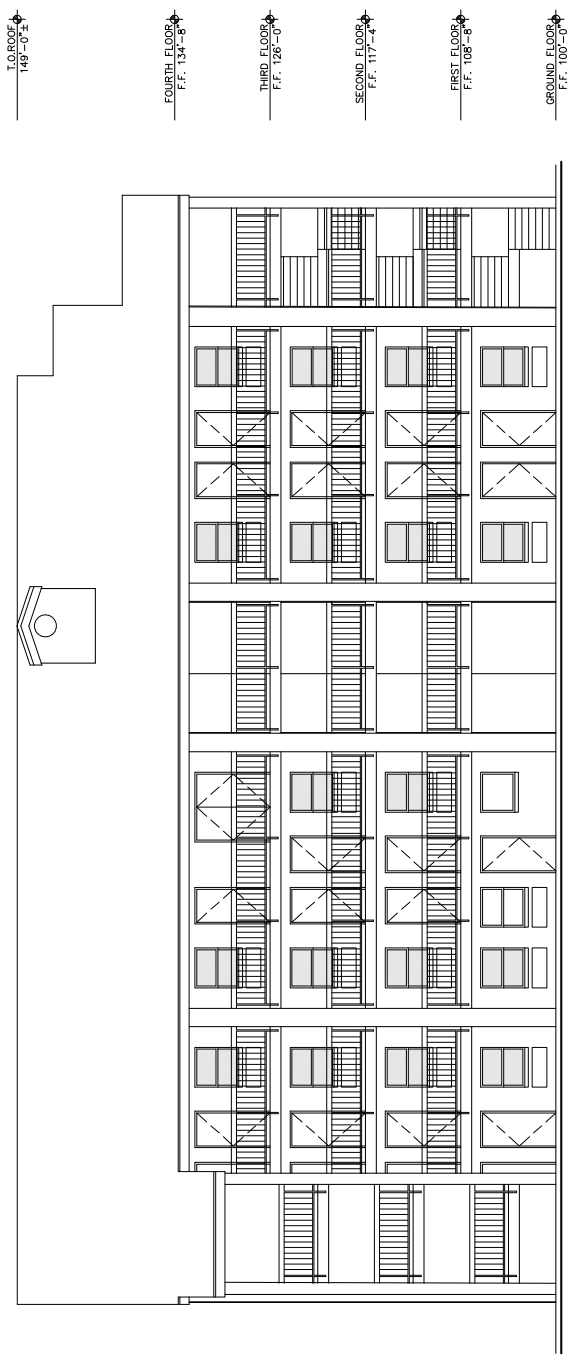 T.O.ROOF
149'-0"±
FOURTH FLOOR
F.F. 134'-8"
THIRD FLOOR
F.F. 126'-0"
SECOND FLOOR
F.F. 117'-4"
FIRST FLOOR
F.F. 108'-8"
GROUND FLOOR
F.F. 100'-0"